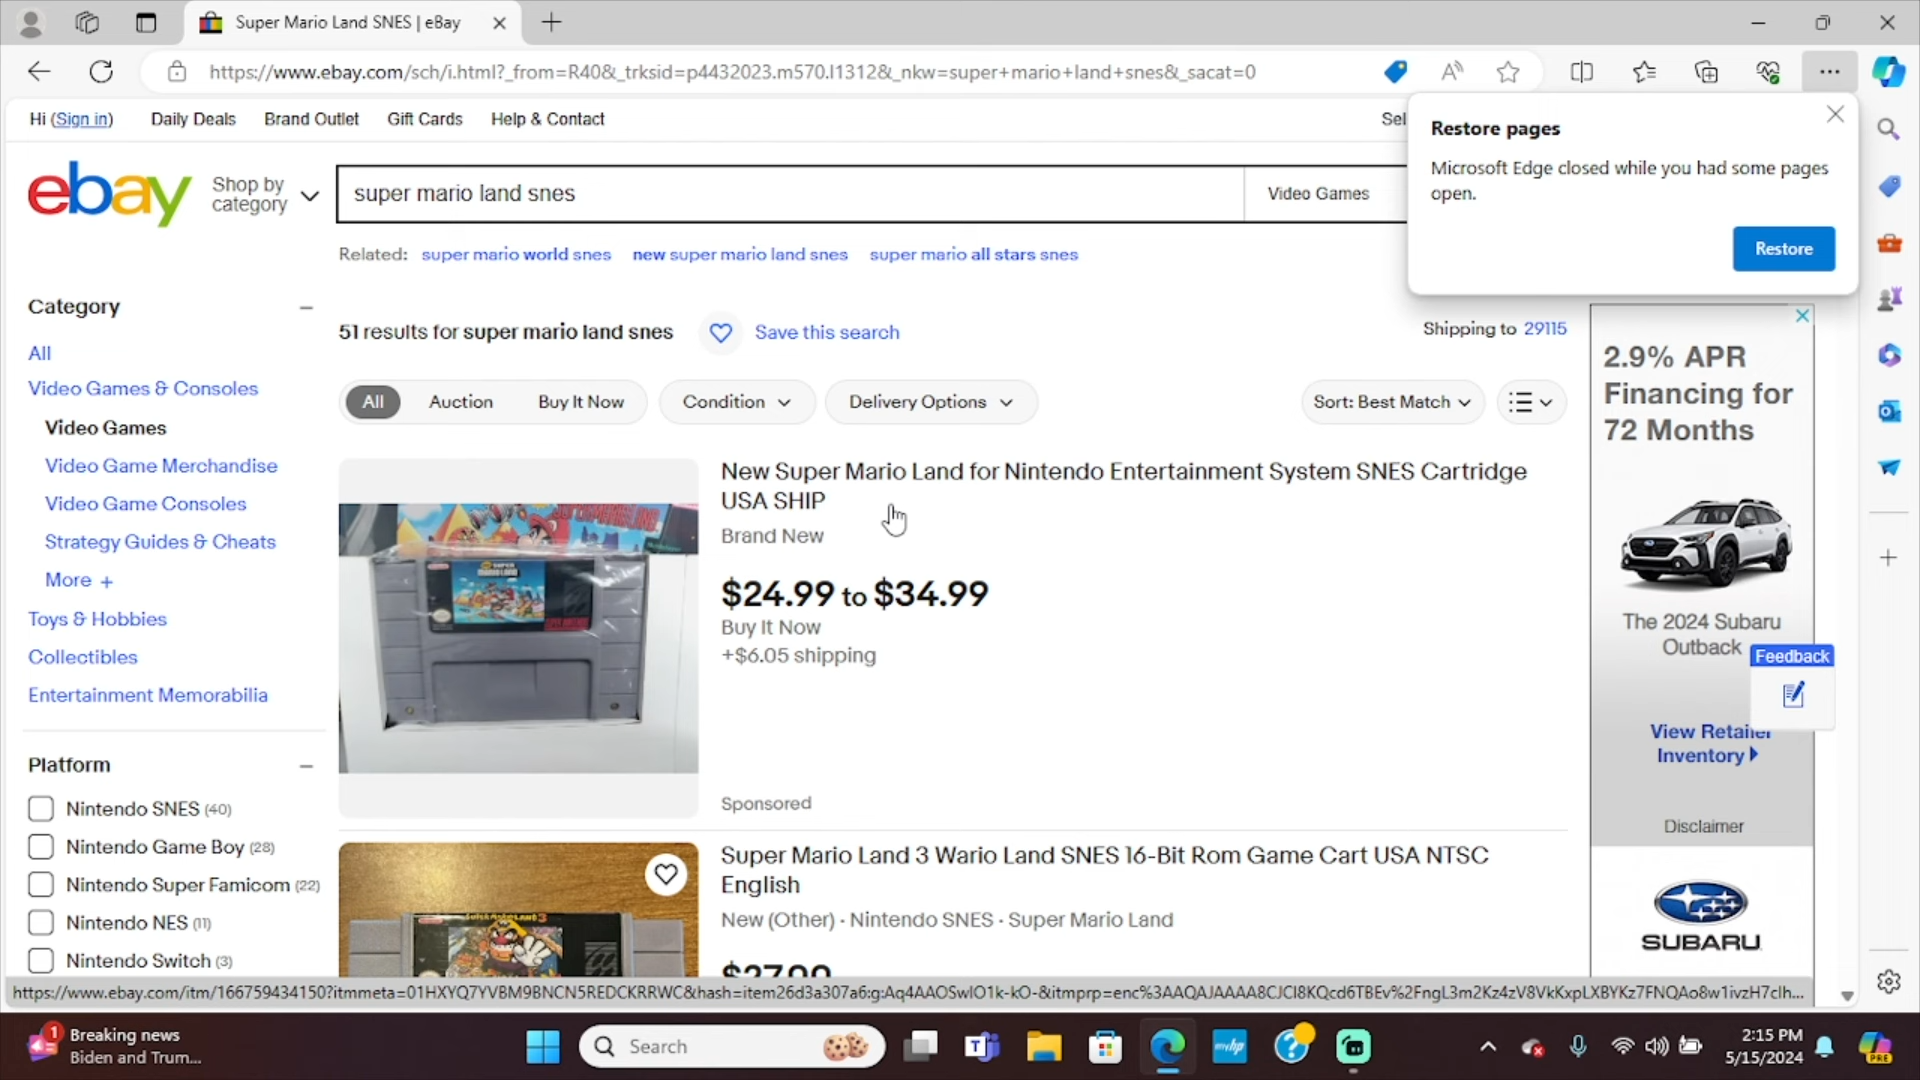 Super Mario Land SNES | eBay
https://www.ebay.com/sch/i.html?_from=R40&_trksid=p4432023.m570.l1312&_nkw=super+mario+land+snes&_sacat=0
Hi (Sign in)
Daily Deals
Brand Outlet
Gift Cards
Help & Contact
Sel
Restore pages
Microsoft Edge closed while you had some pages
open.
Restore
ebay
Shop by
category
super mario land snes
Video Games
Related: super mario world snes new super mario land snes super mario all stars snes
Category
All
Video Games & Consoles
Video Games
Video Game Merchandise
Video Game Consoles
Strategy Guides & Cheats
More +
Toys & Hobbies
Collectibles
Entertainment Memorabilia
Platform
Nintendo SNES (40)
Nintendo Game Boy (28)
Nintendo Super Famicom (22)
Nintendo NES (11)
Nintendo Switch (3)
51 results for super mario land snes
Save this search
Shipping to 29115
All
Auction
Buy It Now
Condition
Delivery Options
Sort: Best Match
New Super Mario Land for Nintendo Entertainment System SNES Cartridge
USA SHIP
Brand New
$24.99 to $34.99
Buy It Now
+$6.05 shipping
Sponsored
Super Mario Land 3 Wario Land SNES 16-Bit Rom Game Cart USA NTSC
English
New (Other) · Nintendo SNES · Super Mario Land
$27.99
2.9% APR
Financing for
72 Months
The 2024 Subaru
Outback
Feedback
View Retailer
Inventory
Disclaimer
SUBARU
Breaking news
Biden and Trum...
Search
2:15 PM
5/15/2024